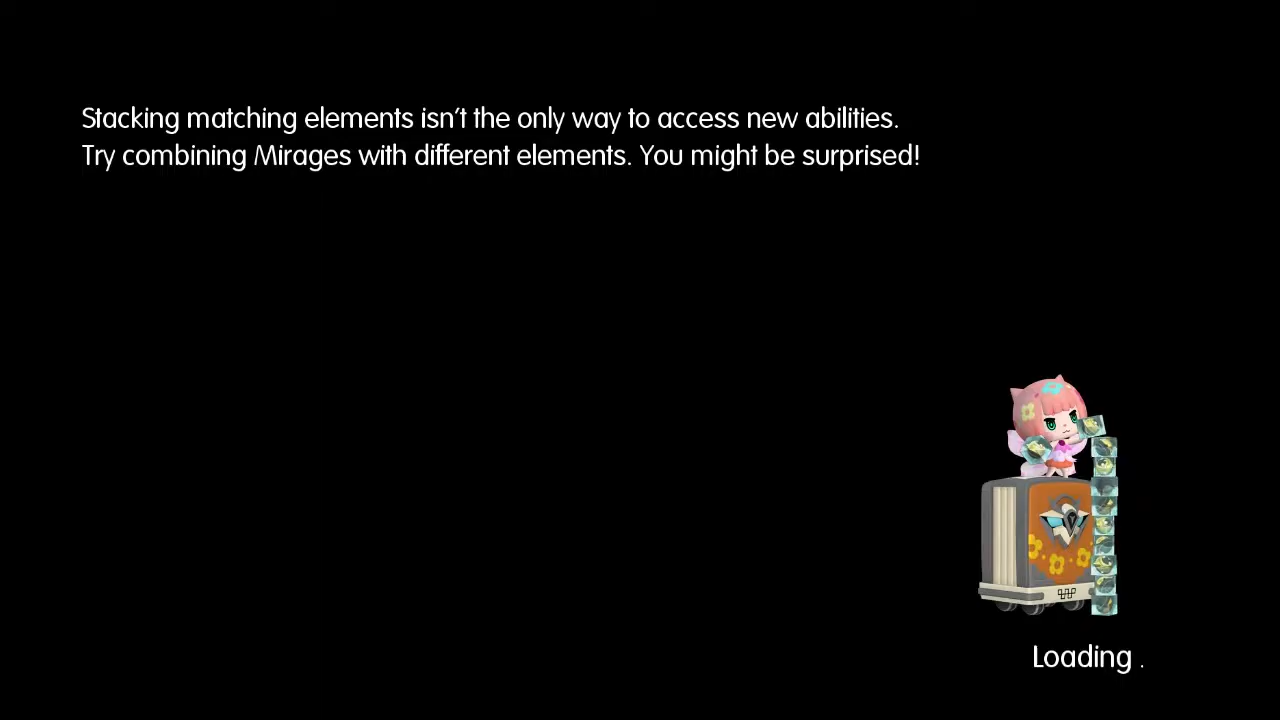 Stacking matching elements isn't the only way to access new abilities.
Try combining Mirages with different elements. You might be surprised!
Loading .